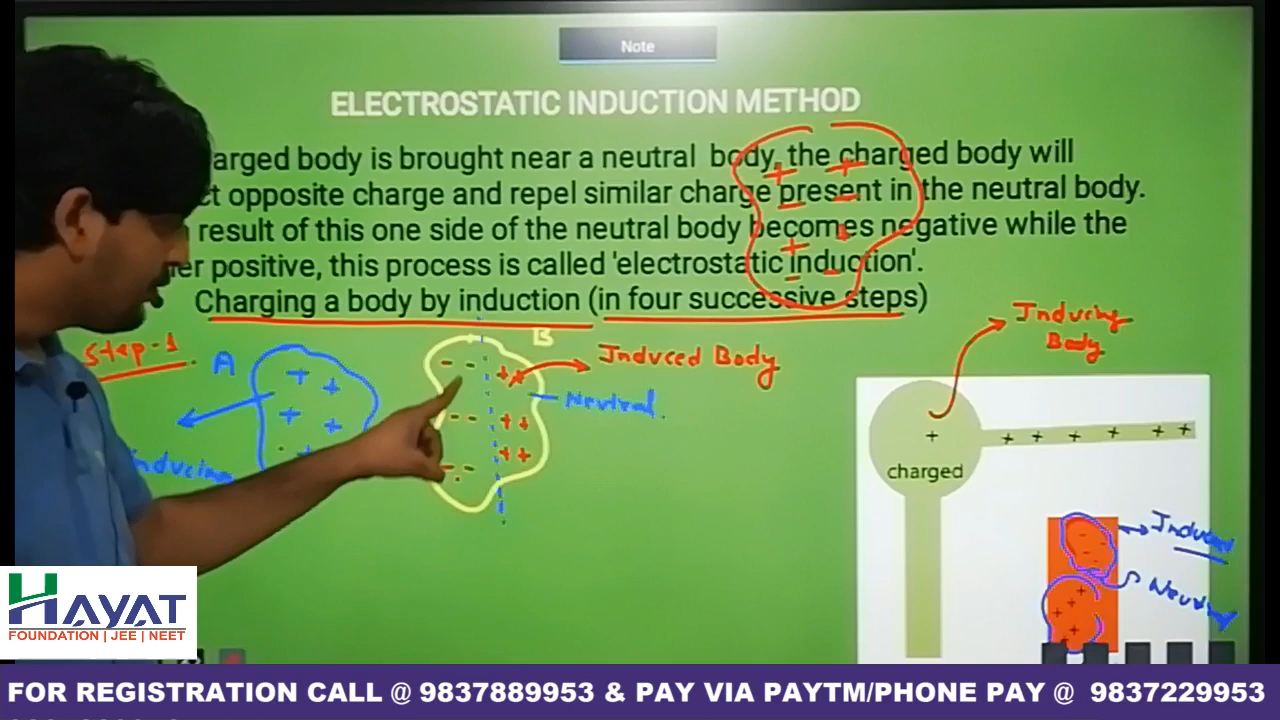 Note
ELECTROSTATIC INDUCTION METHOD
arged body is brought near a neutral body, the charged body will
ct opposite charge and repel similar charge present in the neutral body.
result of this one side of the neutral body becomes negative while the
er positive, this process is called 'electrostatic induction'.
Charging a body by induction (in four successive steps)
Step-1
A
B
Induced Body
Neutral.
Inducing
Inducing
Body
+ + + + + + +
charged
Induced
Neutral
HAYAT
FOUNDATION | JEE | NEET
FOR REGISTRATION CALL @ 9837889953 & PAY VIA PAYTM/PHONE PAY @ 9837229953